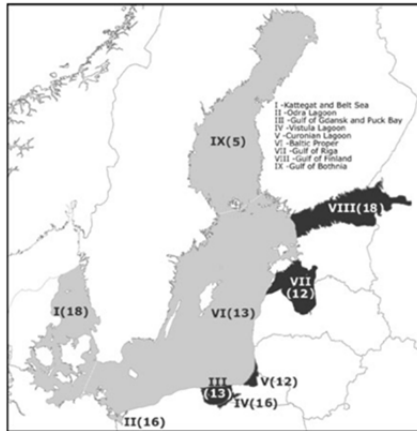 I -Kattegat and Belt Sea
II -Odra Lagoon
III -Gulf of Gdansk and Puck Bay
IV -Vistula Lagoon
V -Curonian Lagoon
VI -Baltic Proper
VII -Gulf of Riga
VIII -Gulf of Finland
IX -Gulf of Bothnia
IX(5)
VIII(18)
VII
(12)
I(18)
VI(13)
III
(13)
V(12)
IV(16)
II(16)